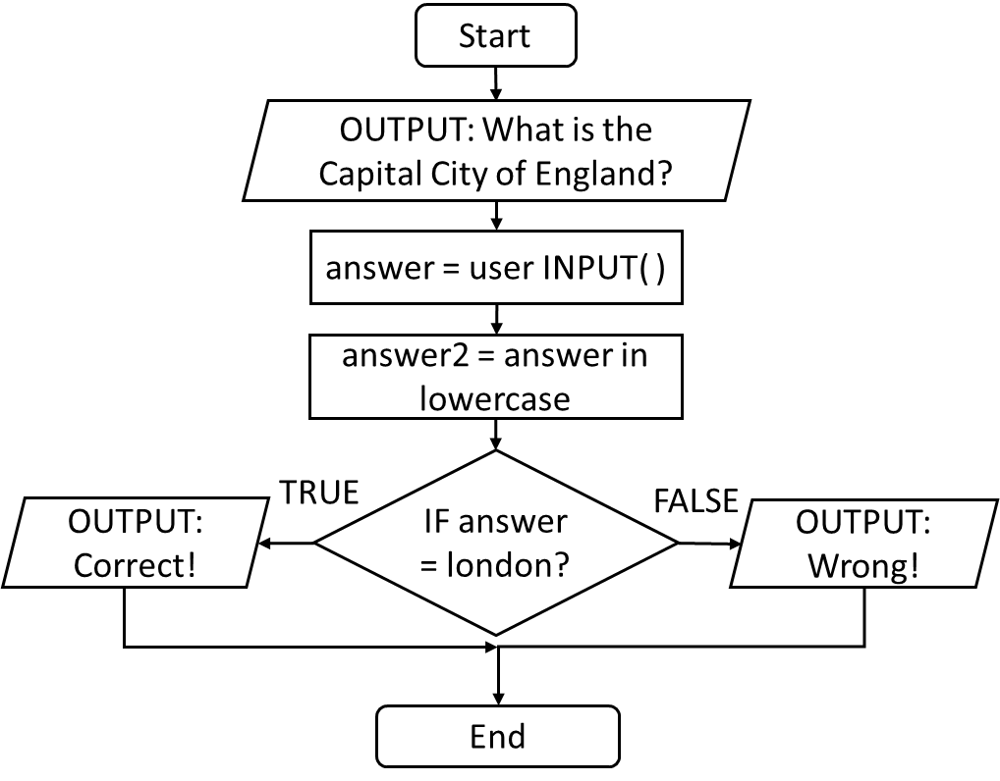 Start
OUTPUT: What is the
Capital City of England?
answer = user INPUT( )
answer2 = answer in
lowercase
TRUE
IF answer
= london?
FALSE
OUTPUT:
Correct!
OUTPUT:
Wrong!
End